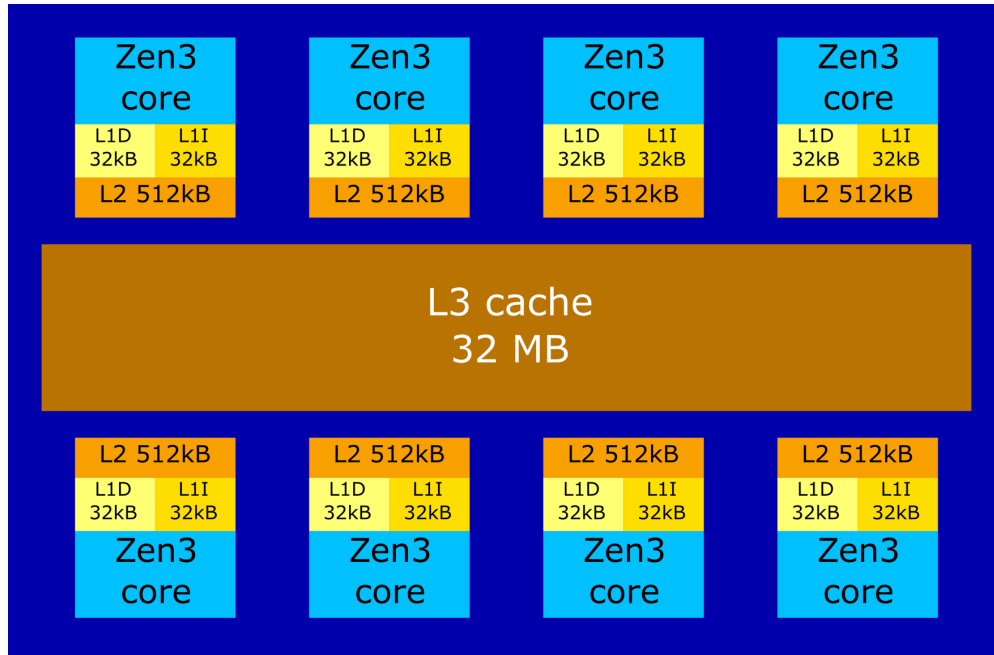 Zen3 Zen3 Zen3 Zen3
core core core core
L1D L1I L1D L1I L1D L1I L1D L1I
32kB 32kB 32kB 32kB 32kB 32kB 32kB 32kB
L2 512kB L2 512kB L2 512kB L2 512kB
L3 cache
32 MB
L2 512kB L2 512kB L2 512kB L2 512kB
L1D L1I L1D L1I L1D L1I L1D L1I
32kB 32kB 32kB 32kB 32kB 32kB 32kB 32kB
Zen3 Zen3 Zen3 Zen3
core core core core